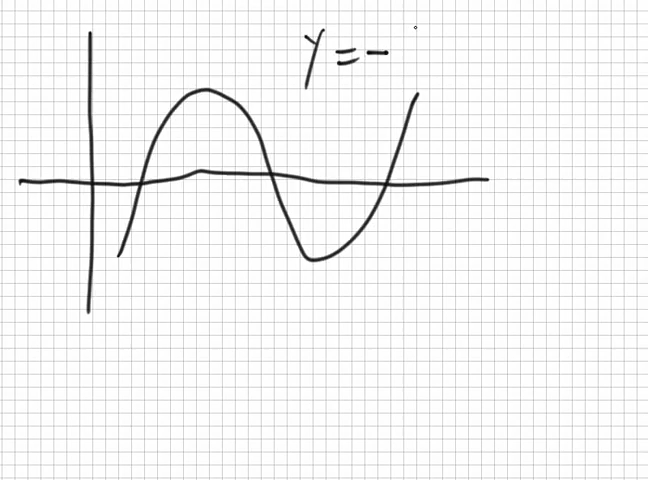 y = -